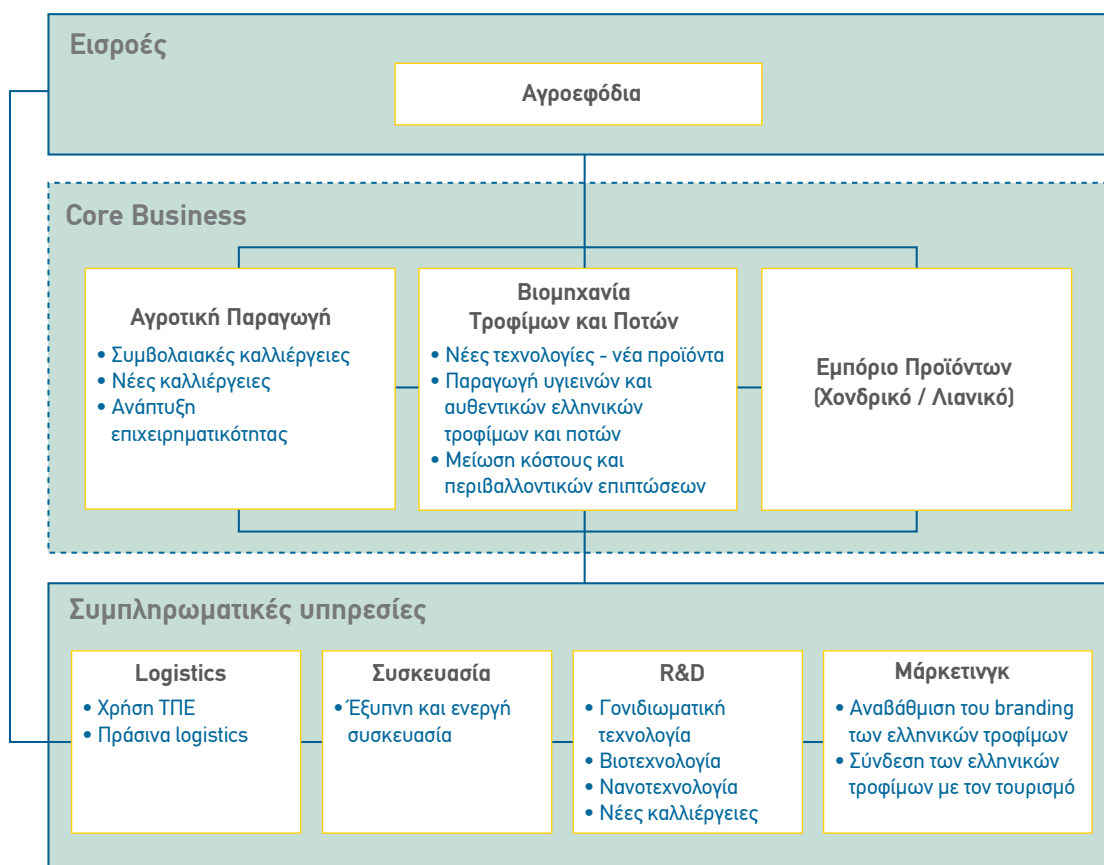 Εισροές
Αγροεφόδια
Core Business
Αγροτική Παραγωγή
• Συμβολαιακές καλλιέργειες
• Νέες καλλιέργειες
• Ανάπτυξη
επιχειρηματικότητας
Βιομηχανία
Τροφίμων και Ποτών
• Νέες τεχνολογίες - νέα προϊόντα
• Παραγωγή υγιεινών και
αυθεντικών ελληνικών
τροφίμων και ποτών
• Μείωση κόστους και
περιβαλλοντικών επιπτώσεων
Εμπόριο Προϊόντων
(Χονδρικό / Λιανικό)
Συμπληρωματικές υπηρεσίες
Logistics
• Χρήση ΤΠΕ
• Πράσινα logistics
Συσκευασία
• Έξυπνη και ενεργή
συσκευασία
R&D
• Γονιδιωματική
τεχνολογία
• Βιοτεχνολογία
• Νανοτεχνολογία
• Νέες καλλιέργειες
Μάρκετινγκ
• Αναβάθμιση του branding
των ελληνικών τροφίμων
• Σύνδεση των ελληνικών
τροφίμων με τον τουρισμό